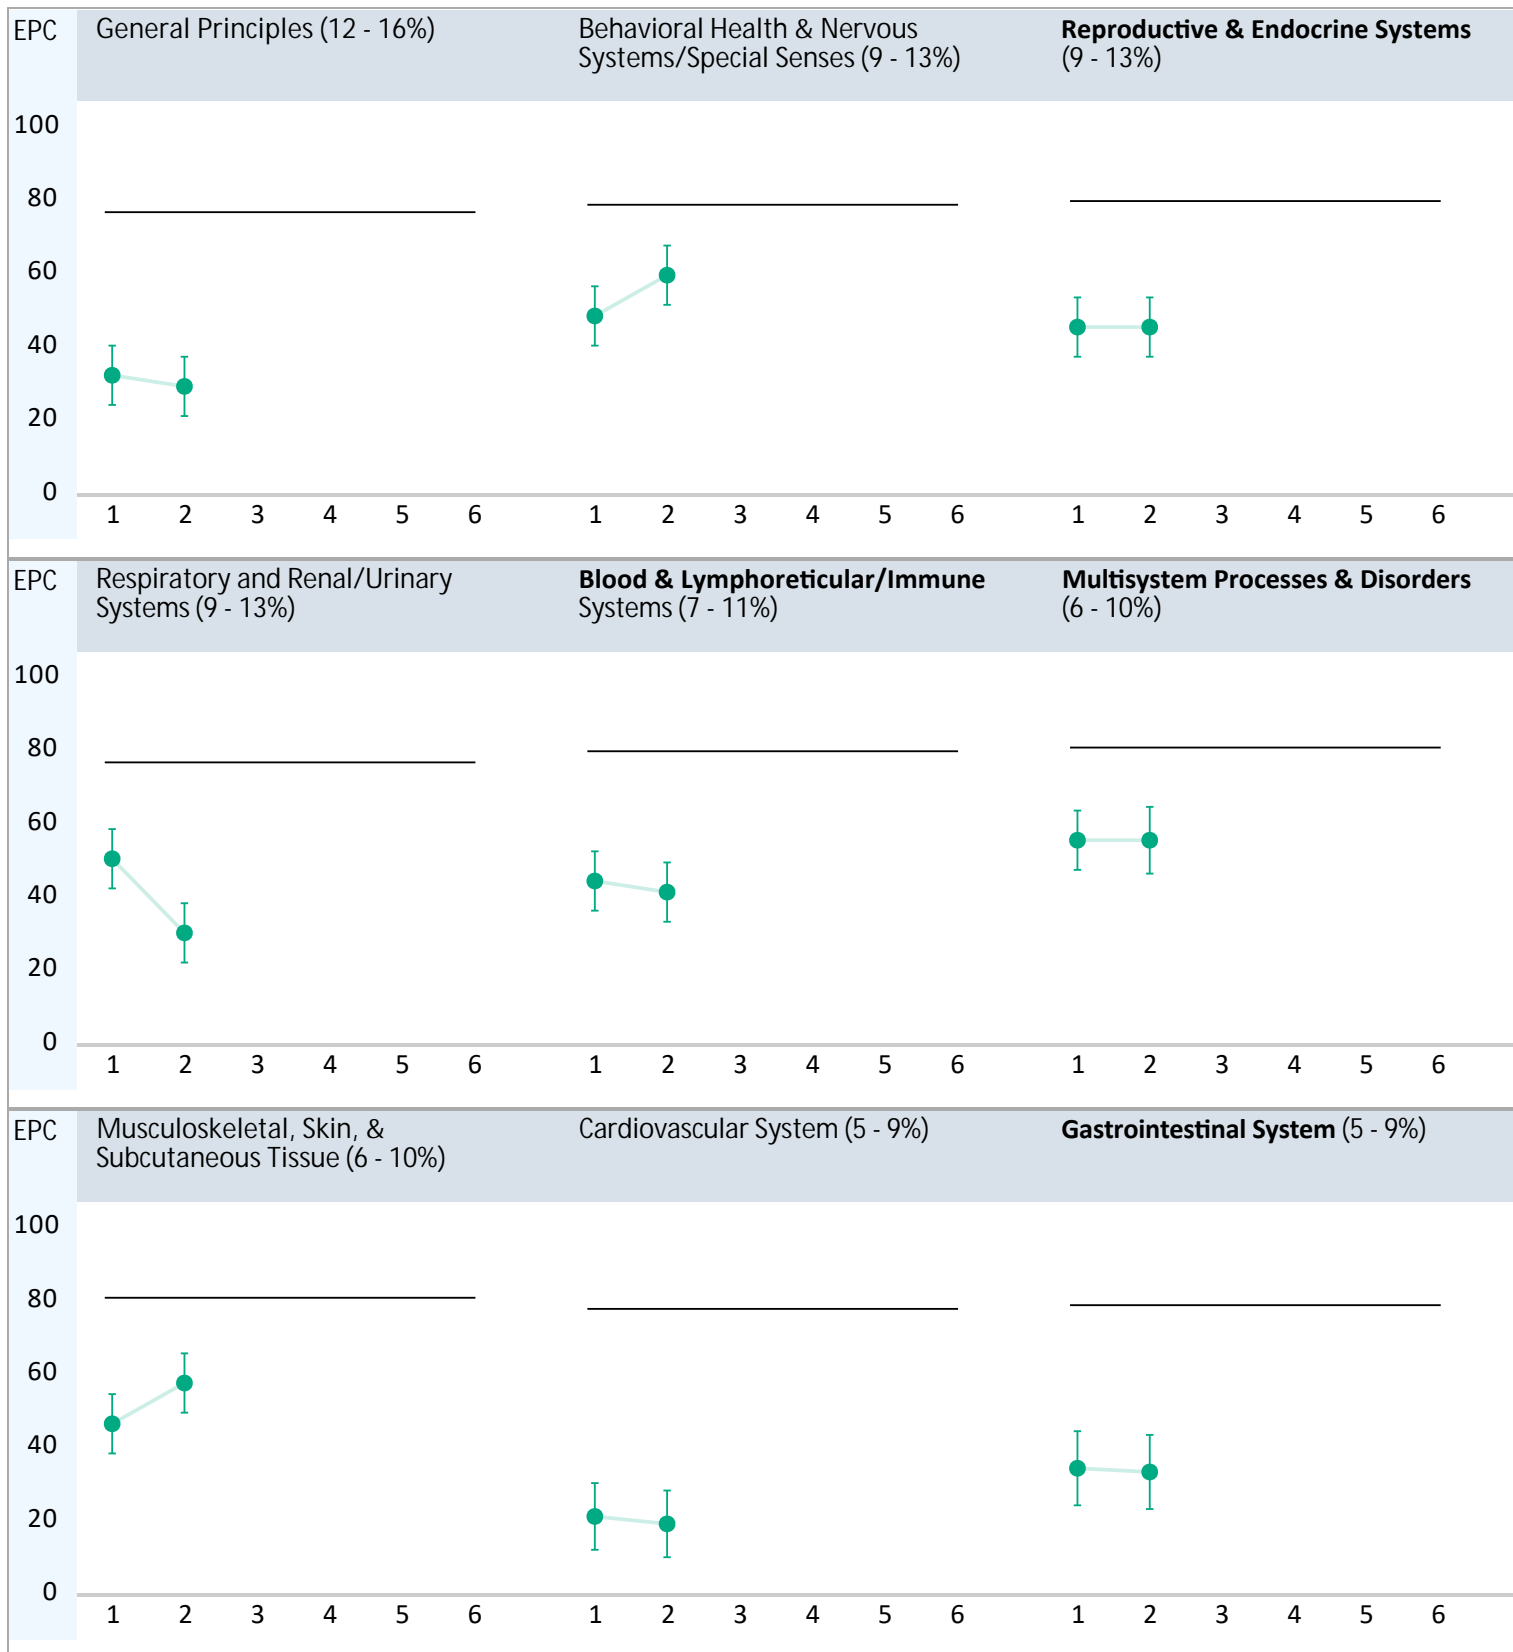 EPC
General Principles (12 - 16%)
Behavioral Health & Nervous
Systems/Special Senses (9 - 13%)
Reproductive & Endocrine Systems
(9 - 13%)
100
80
60
40
20
0
1 2 3 4 5 6
1 2 3 4 5 6
1 2 3 4 5 6
EPC
Respiratory and Renal/Urinary
Systems (9 - 13%)
Blood & Lymphoreticular/Immune
Systems (7 - 11%)
Multisystem Processes & Disorders
(6 - 10%)
100
80
60
40
20
0
1 2 3 4 5 6
1 2 3 4 5 6
1 2 3 4 5 6
EPC
Musculoskeletal, Skin, &
Subcutaneous Tissue (6 - 10%)
Cardiovascular System (5 - 9%)
Gastrointestinal System (5 - 9%)
100
80
60
40
20
0
1 2 3 4 5 6
1 2 3 4 5 6
1 2 3 4 5 6